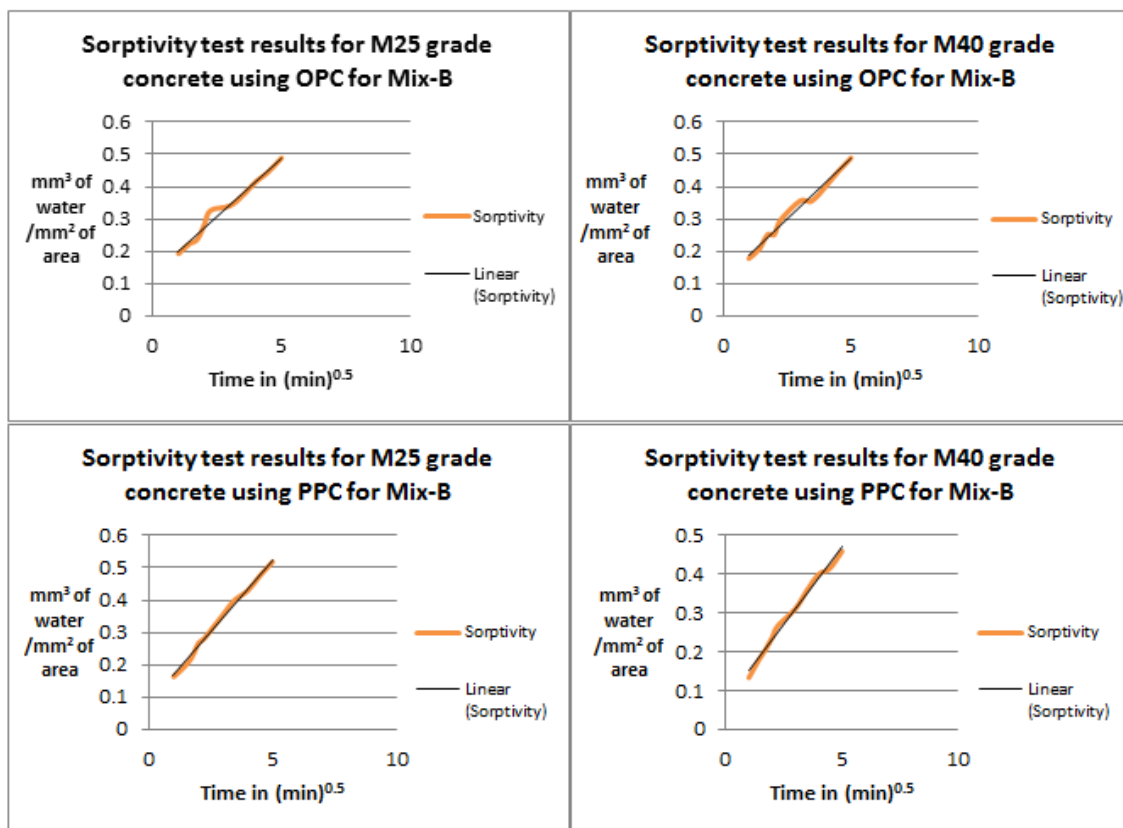 Sorptivity test results for M25 grade
concrete using OPC for Mix-B
0.6
0.5
0.4
0.3
0.2
0.1
0
mm³ of
water
/mm² of
area
0
5
10
Time in (min)^0.5
Sorptivity
Linear
(Sorptivity)
Sorptivity test results for M40 grade
concrete using OPC for Mix-B
0.6
0.5
0.4
0.3
0.2
0.1
0
mm³ of
water
/mm² of
area
0
5
10
Time in (min)^0.5
Sorptivity
Linear
(Sorptivity)
Sorptivity test results for M25 grade
concrete using PPC for Mix-B
0.6
0.5
0.4
0.3
0.2
0.1
0
mm³ of
water
/mm² of
area
0
5
10
Time in (min)^0.5
Sorptivity
Linear
(Sorptivity)
Sorptivity test results for M40 grade
concrete using PPC for Mix-B
0.5
0.4
0.3
0.2
0.1
0
mm³ of
water
/mm² of
area
0
5
10
Time in (min)^0.5
Sorptivity
Linear
(Sorptivity)